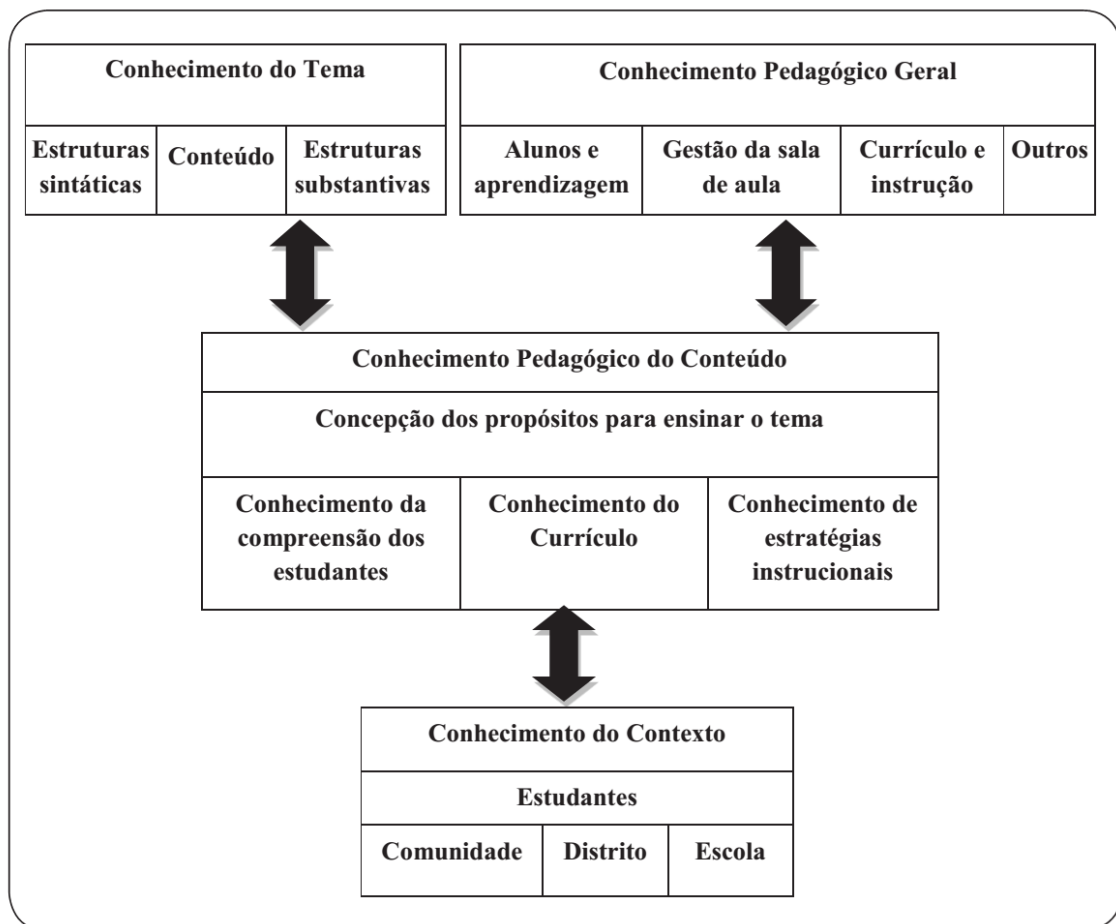 Conhecimento do Tema
Estruturas
sintáticas
Conteúdo
Estruturas
substantivas
Conhecimento Pedagógico Geral
Alunos e
aprendizagem
Gestão da sala
de aula
Currículo e
instrução
Outros
Conhecimento Pedagógico do Conteúdo
Concepção dos propósitos para ensinar o tema
Conhecimento da
compreensão dos
estudantes
Conhecimento do
Currículo
Conhecimento de
estratégias
instrucionais
Conhecimento do Contexto
Estudantes
Comunidade
Distrito
Escola